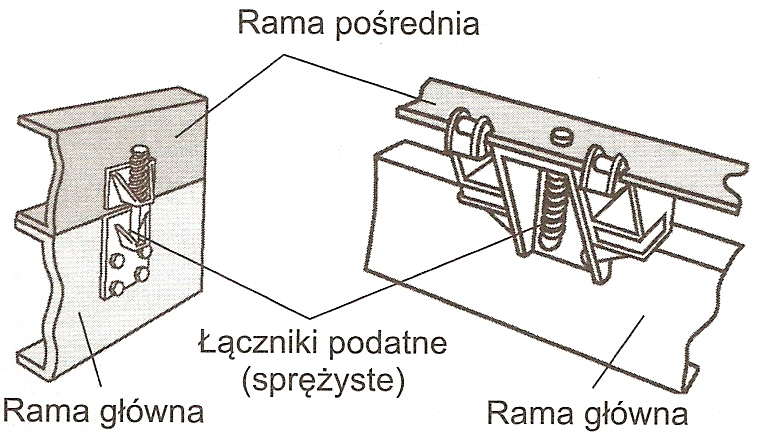 Rama pośrednia
Łączniki podatne
(sprężyste)
Rama główna
Rama główna